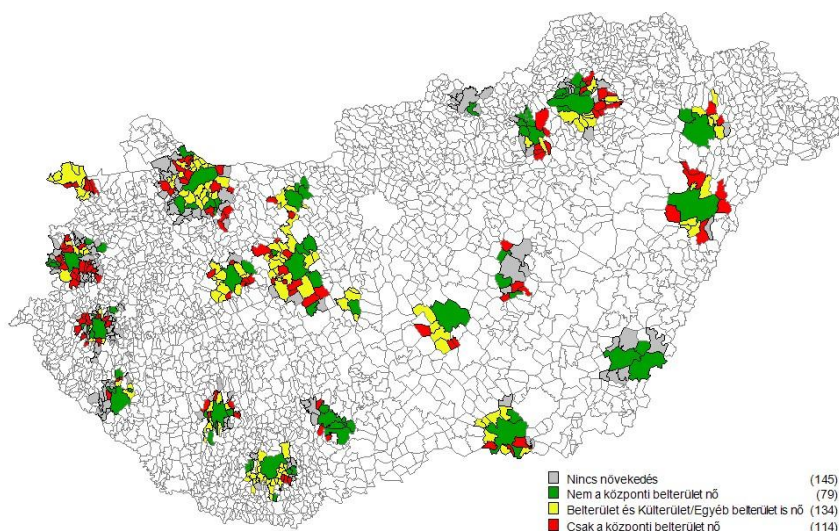 Nincs növekedés (145)
Nem a központi belterület nő (79)
Belterület és Külterület/Egyéb belterület is nő (134)
Csak a központi belterület nő (114)